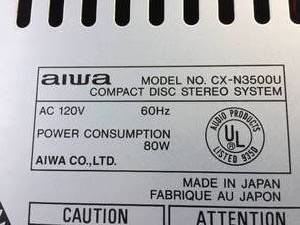 aiwa MODEL NO. CX-N3500U
COMPACT DISC STEREO SYSTEM
AC 120V 60Hz
POWER CONSUMPTION
80W
AIWA CO.,LTD.
AUDIO PRODUCTS
UL
®
LISTED 9350
MADE IN JAPAN
FABRIQUE AU JAPON
CAUTION
ATTENTION